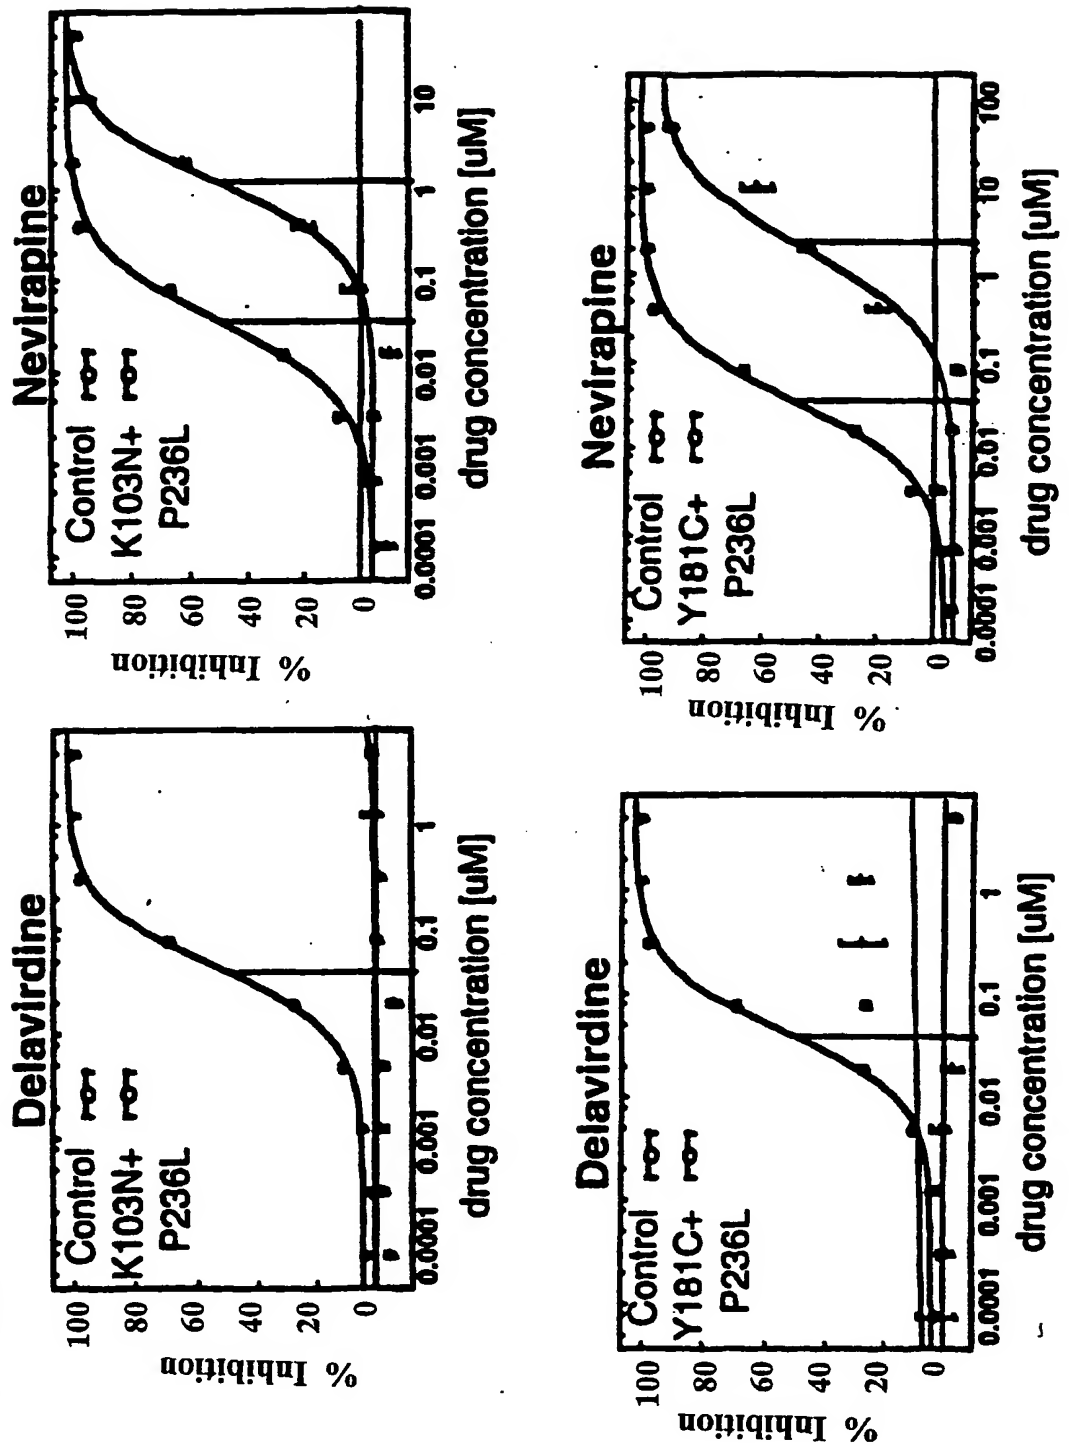 Delavirdine
Control
K103N+
P236L
% Inhibition
100
80
60
40
20
0
0.0001 0.001 0.01 0.1 1
drug concentration [uM]
Nevirapine
Control
K103N+
P236L
% Inhibition
100
80
60
40
20
0
0.0001 0.001 0.01 0.1 1 10
drug concentration [uM]
Delavirdine
Control
Y181C+
P236L
% Inhibition
100
80
60
40
20
0
0.0001 0.001 0.01 0.1 1
drug concentration [uM]
Nevirapine
Control
Y181C+
P236L
% Inhibition
100
80
60
40
20
0
0.0001 0.001 0.01 0.1 1 10 100
drug concentration [uM]